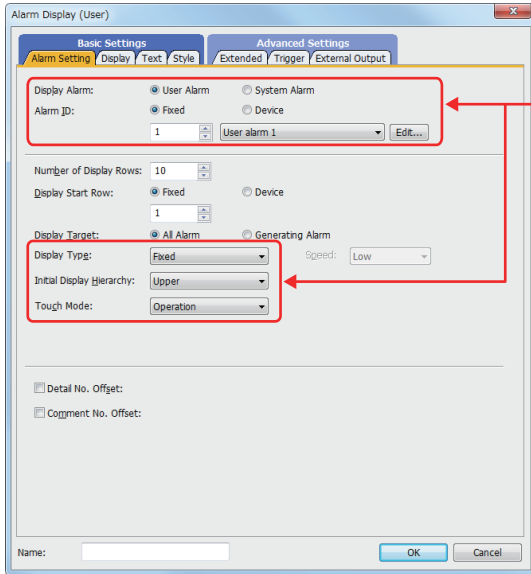 Alarm Display (User)
x
Basic Settings Advanced Settings
Alarm Setting Display Text Style Extended Trigger External Output
Display Alarm: User Alarm System Alarm
Alarm ID: Fixed Device
1 User alarm 1 Edit...
Number of Display Rows: 10
Display Start Row: Fixed Device
1
Display Target: All Alarm Generating Alarm
Display Type: Fixed Speed: Low
Initial Display Hierarchy: Upper
Touch Mode: Operation
Detail No. Offset:
Comment No. Offset:
Name: OK Cancel